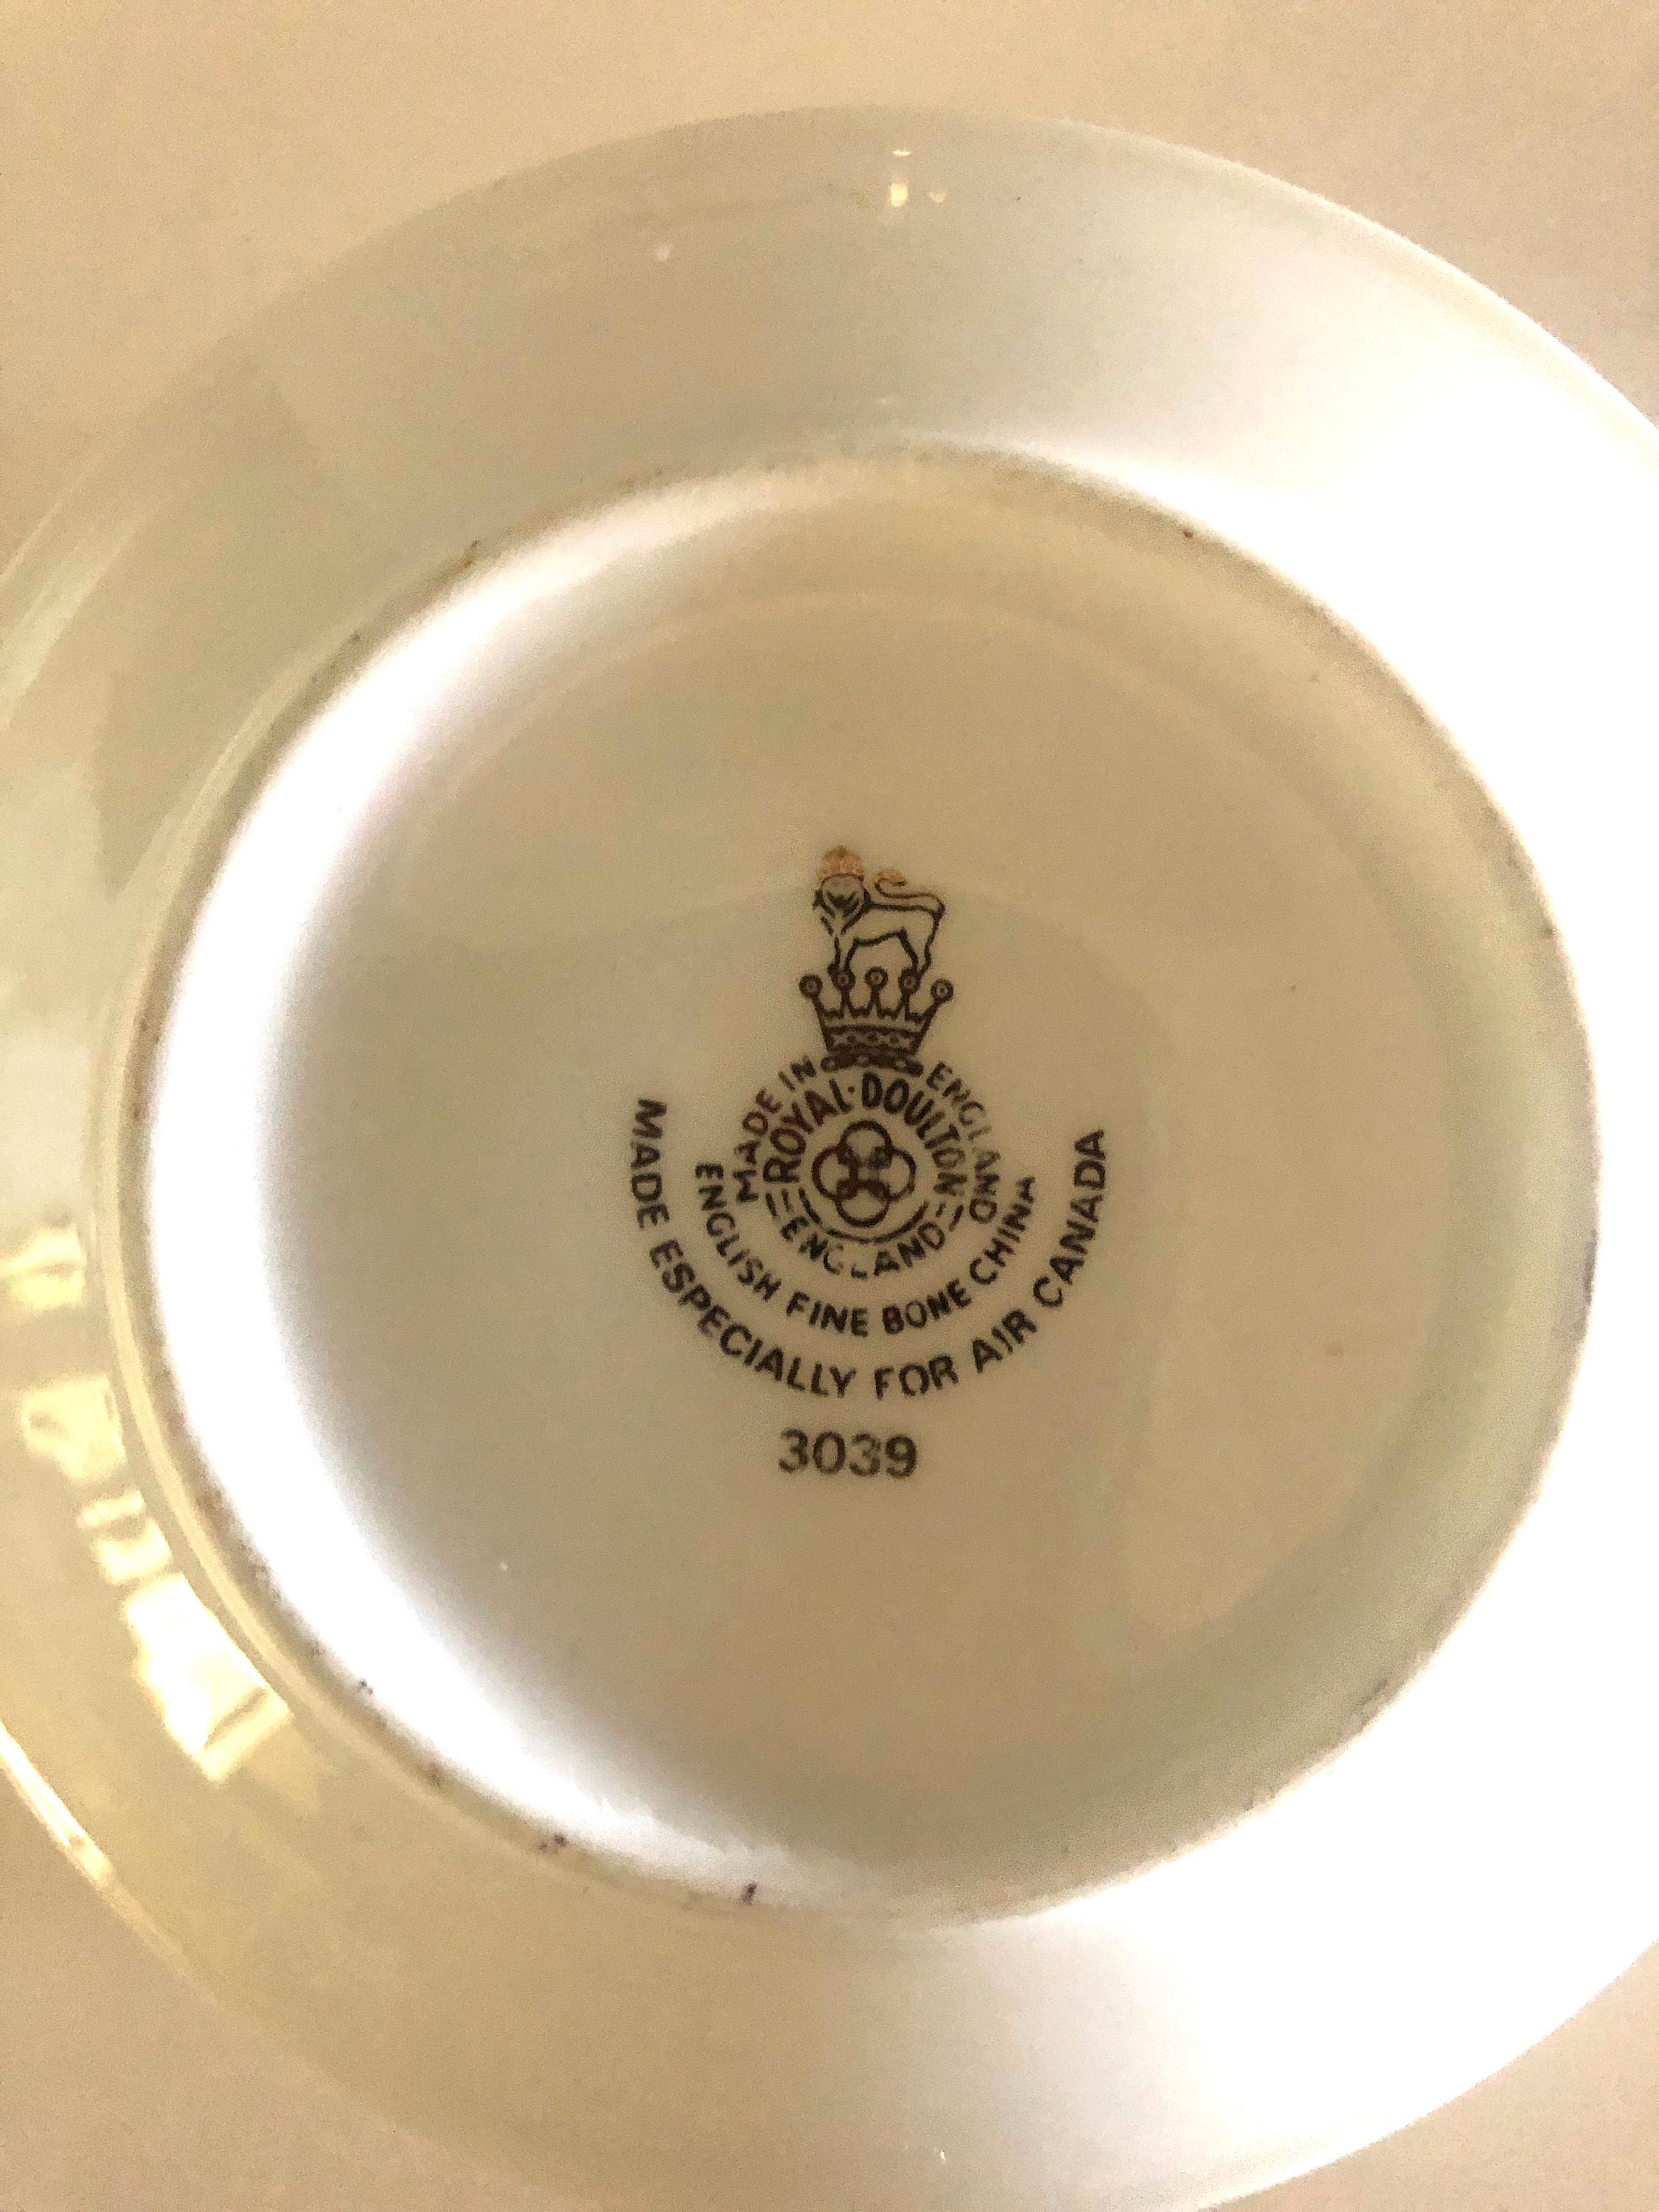 MADE IN ENGLAND
ROYAL·DOULTON
ENGLAND
ENGLISH FINE BONE CHINA
MADE ESPECIALLY FOR AIR CANADA
3039